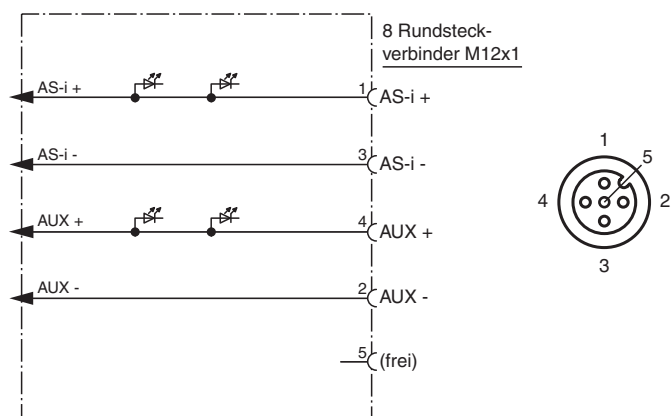 8 Rundsteck-
verbinder M12x1
AS-i +
1
AS-i +
AS-i -
3
AS-i -
AUX +
4
AUX +
AUX -
2
AUX -
5
(frei)
1
5
4
2
3